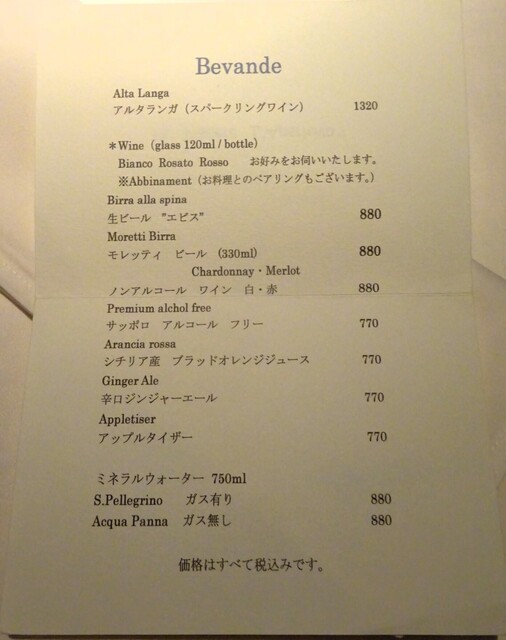 Bevande
Alta Langa
アルタランガ（スパークリングワイン） 1320
＊Wine（glass 120ml / bottle）
Bianco Rosato Rosso お好みをお伺いいたします。
※Abbinament（お料理とのペアリングもございます。）
Birra alla spina
生ビール "エビス" 880
Moretti Birra
モレッティ ビール (330ml) 880
Chardonnay・Merlot
ノンアルコール ワイン 白・赤 880
Premium alchol free
サッポロ アルコール フリー 770
Arancia rossa
シチリア産 ブラッドオレンジジュース 770
Ginger Ale
辛口ジンジャーエール 770
Appletiser
アップルタイザー 770
ミネラルウォーター 750ml
S.Pellegrino ガス有り 880
Acqua Panna ガス無し 880
価格はすべて税込みです。